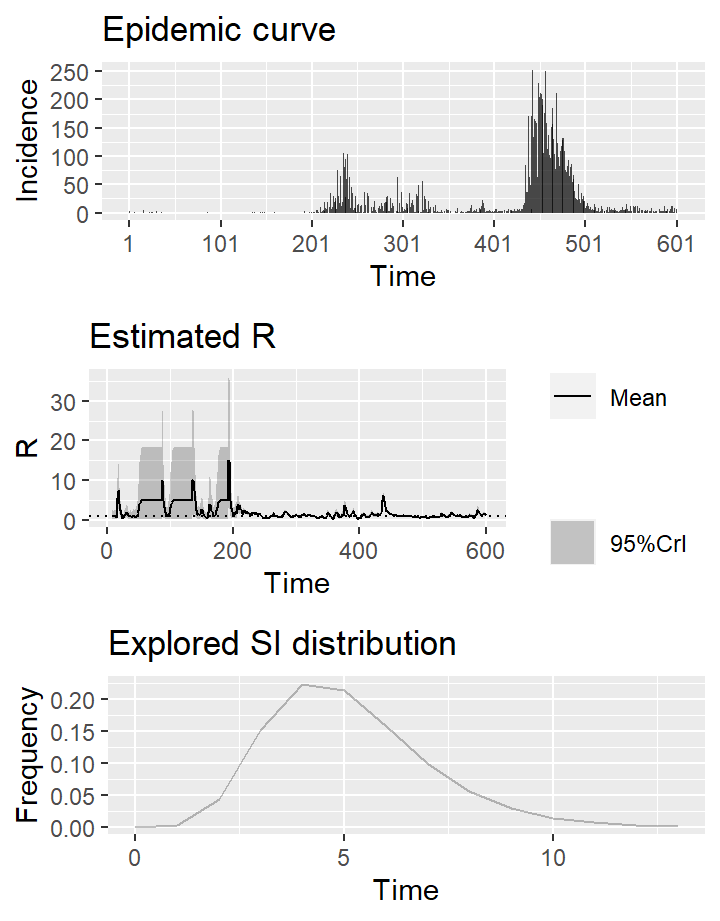 Epidemic curve
250
200
150
100
50
0
Incidence
1 101 201 301 401 501 601
Time
Estimated R
30
20
10
0
R
0 200 400 600
Time
Mean
95%CrI
Explored SI distribution
0.20
0.15
0.10
0.05
0.00
Frequency
0 5 10
Time